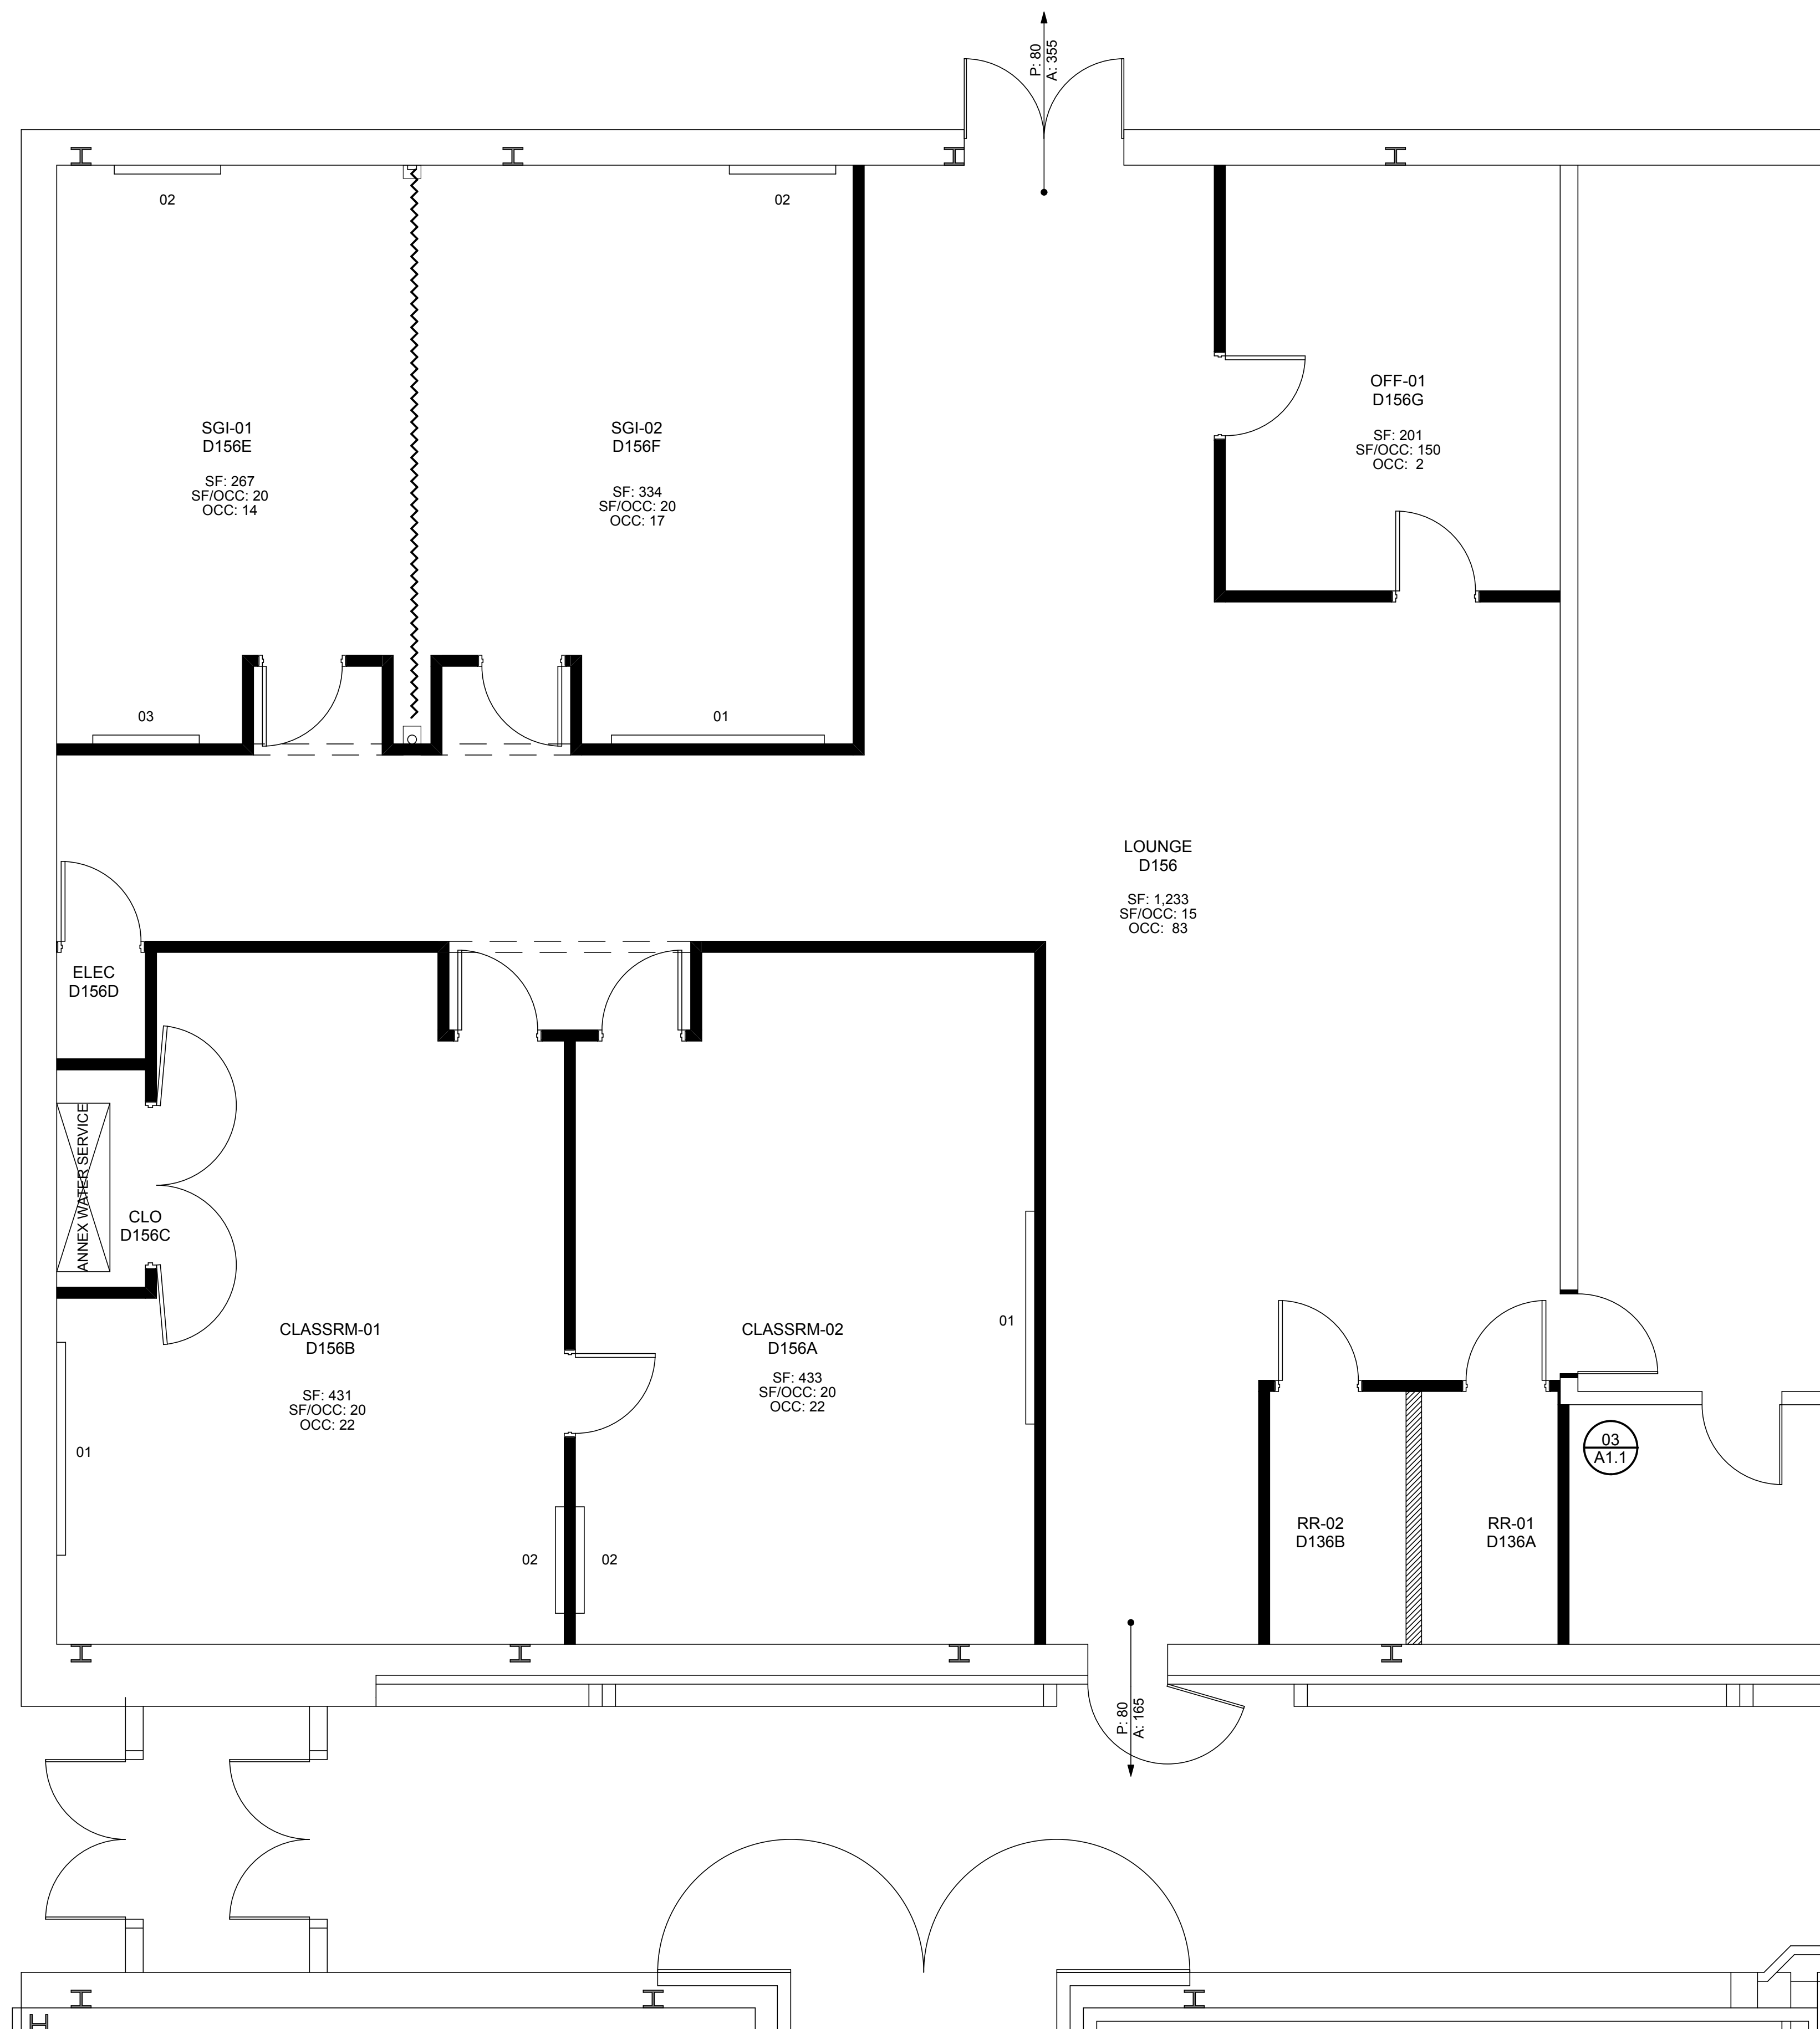 P: 80
A: 355
02
02
SGI-01
D156E
SF: 267
SF/OCC: 20
OCC: 14
SGI-02
D156F
SF: 334
SF/OCC: 20
OCC: 17
OFF-01
D156G
SF: 201
SF/OCC: 150
OCC: 2
03
01
LOUNGE
D156
SF: 1,233
SF/OCC: 15
OCC: 83
ELEC
D156D
ANNEX WATER SERVICE
CLO
D156C
CLASSRM-01
D156B
SF: 431
SF/OCC: 20
OCC: 22
CLASSRM-02
D156A
SF: 433
SF/OCC: 20
OCC: 22
01
01
02
02
03
A1.1
RR-02
D136B
RR-01
D136A
P: 80
A: 165